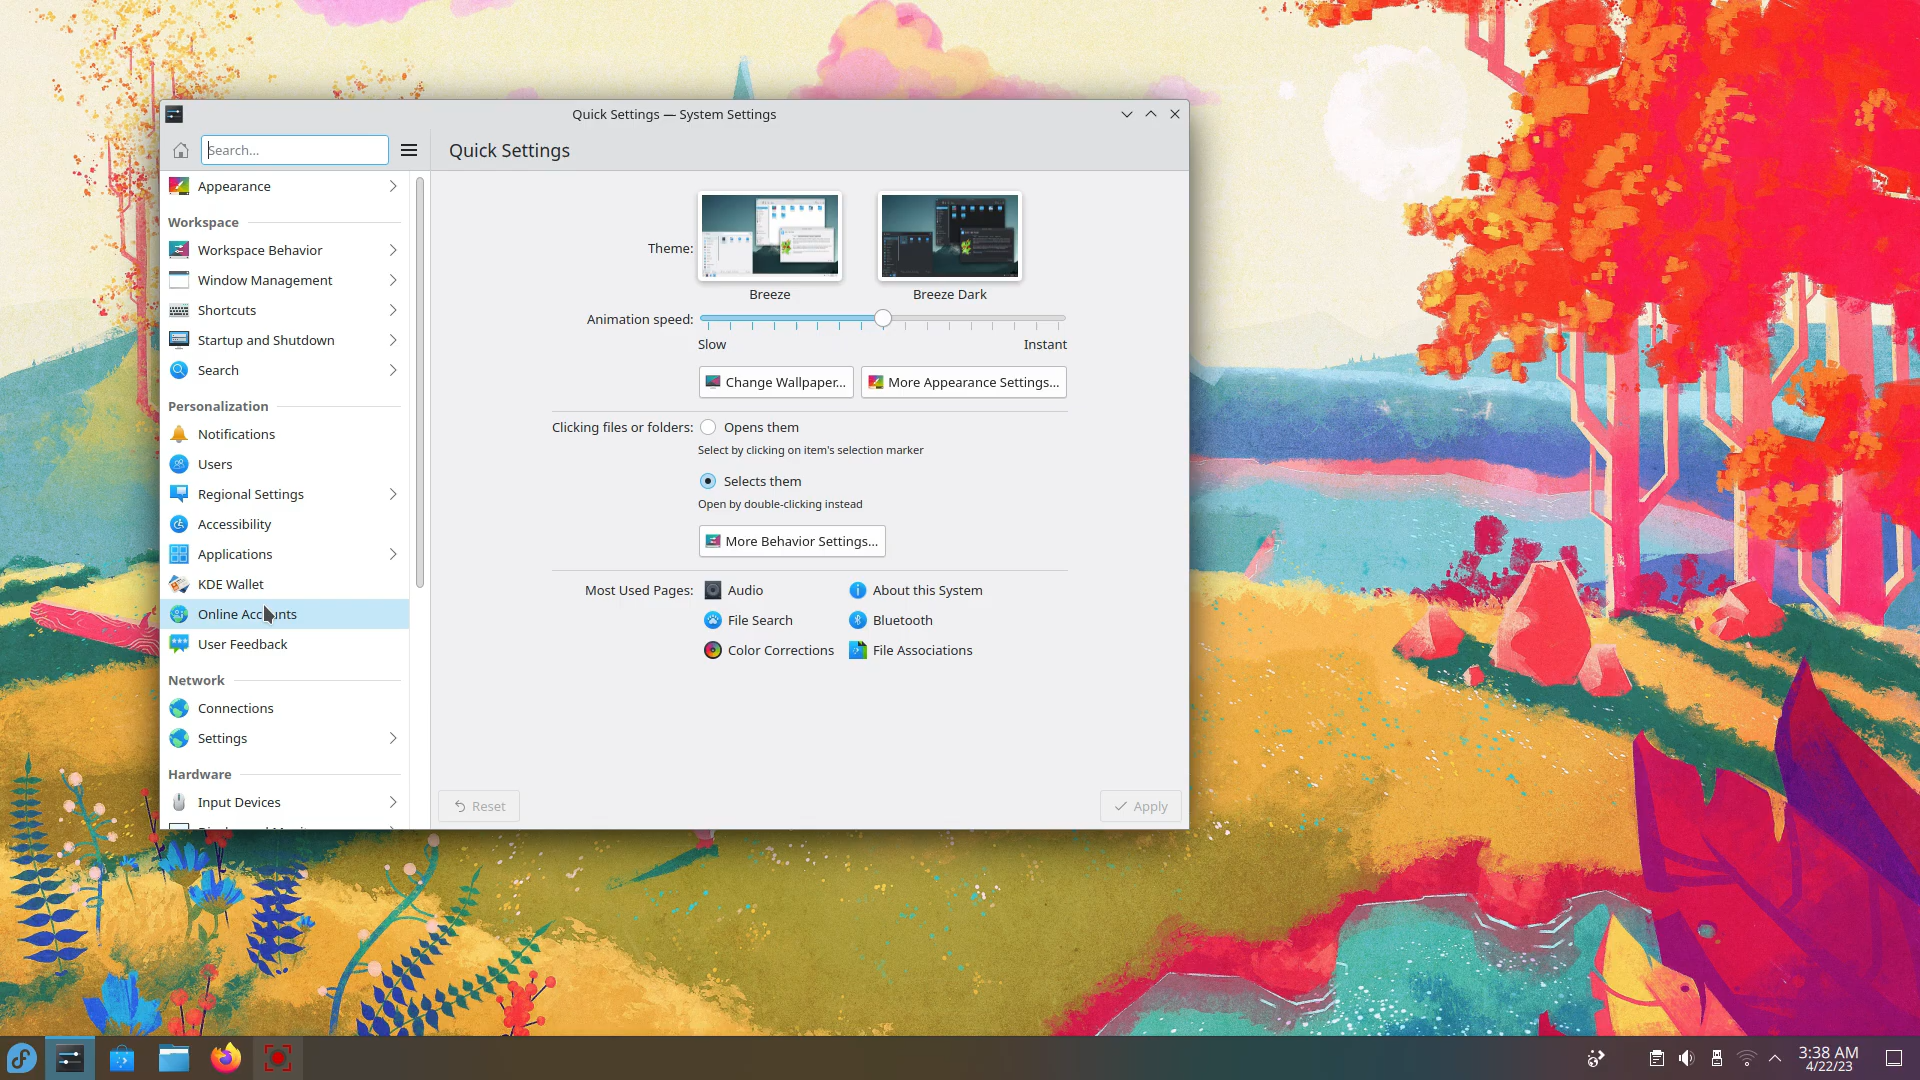 Quick Settings — System Settings
Search...
Quick Settings
Appearance
Workspace
Workspace Behavior
Window Management
Shortcuts
Startup and Shutdown
Search
Personalization
Notifications
Users
Regional Settings
Accessibility
Applications
KDE Wallet
Online Accounts
User Feedback
Network
Connections
Settings
Hardware
Input Devices
Theme:
Breeze
Breeze Dark
Animation speed:
Slow
Instant
Change Wallpaper...
More Appearance Settings...
Clicking files or folders:
Opens them
Select by clicking on item's selection marker
Selects them
Open by double-clicking instead
More Behavior Settings...
Most Used Pages:
Audio
About this System
File Search
Bluetooth
Color Corrections
File Associations
Reset
Apply
3:38 AM
4/22/23